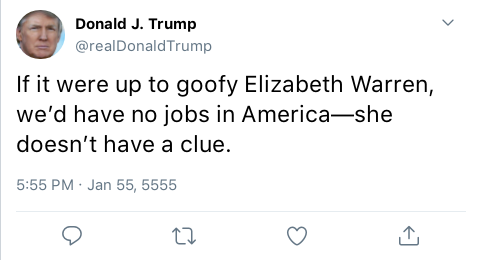 Donald J. Trump
@realDonaldTrump
If it were up to goofy Elizabeth Warren,
we’d have no jobs in America—she
doesn’t have a clue.
5:55 PM · Jan 55, 5555